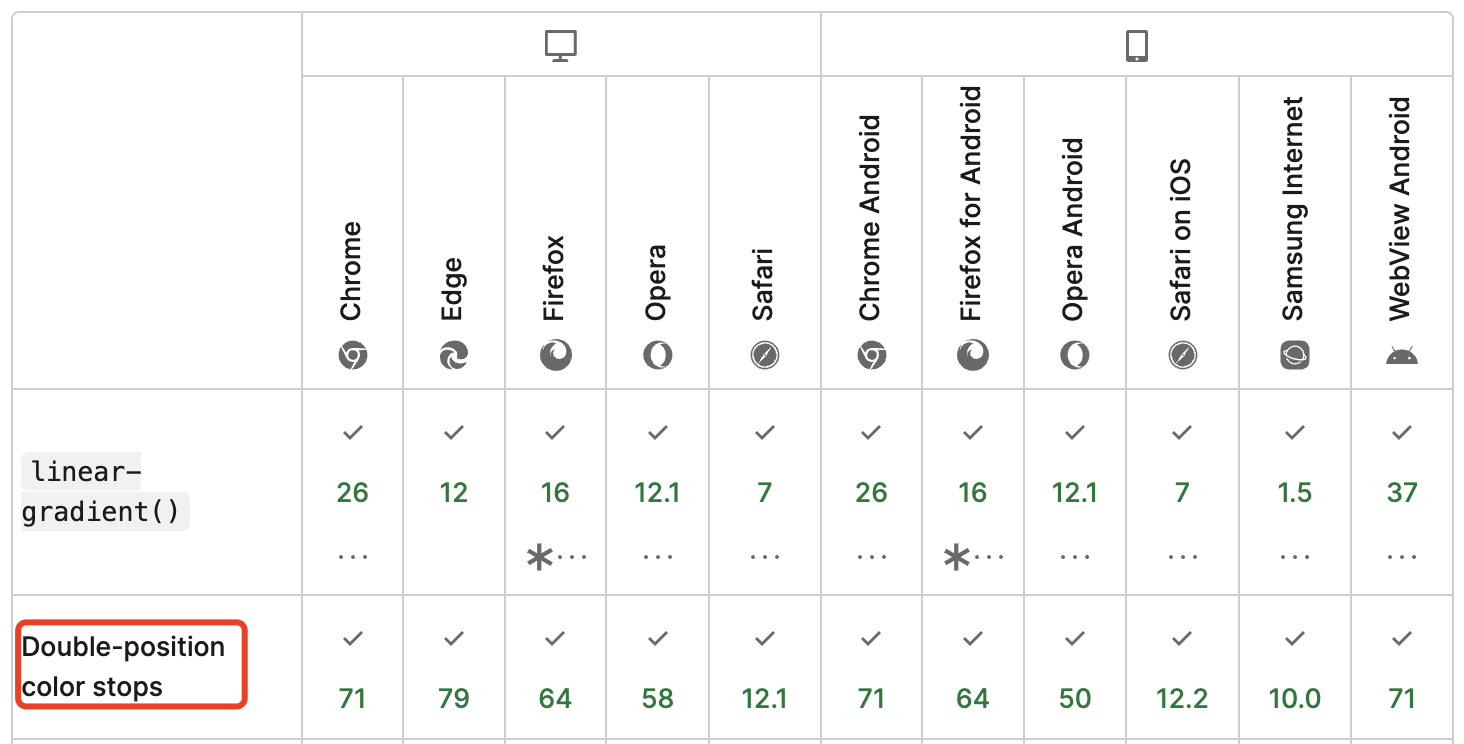 Chrome
Edge
Firefox
Opera
Safari
Chrome Android
Firefox for Android
Opera Android
Safari on iOS
Samsung Internet
WebView Android
linear-
gradient()
26 12 16 12.1 7 26 16 12.1 7 1.5 37
... *... ... ... ... *... ... ... ... ...
Double-position
color stops
71 79 64 58 12.1 71 64 50 12.2 10.0 71